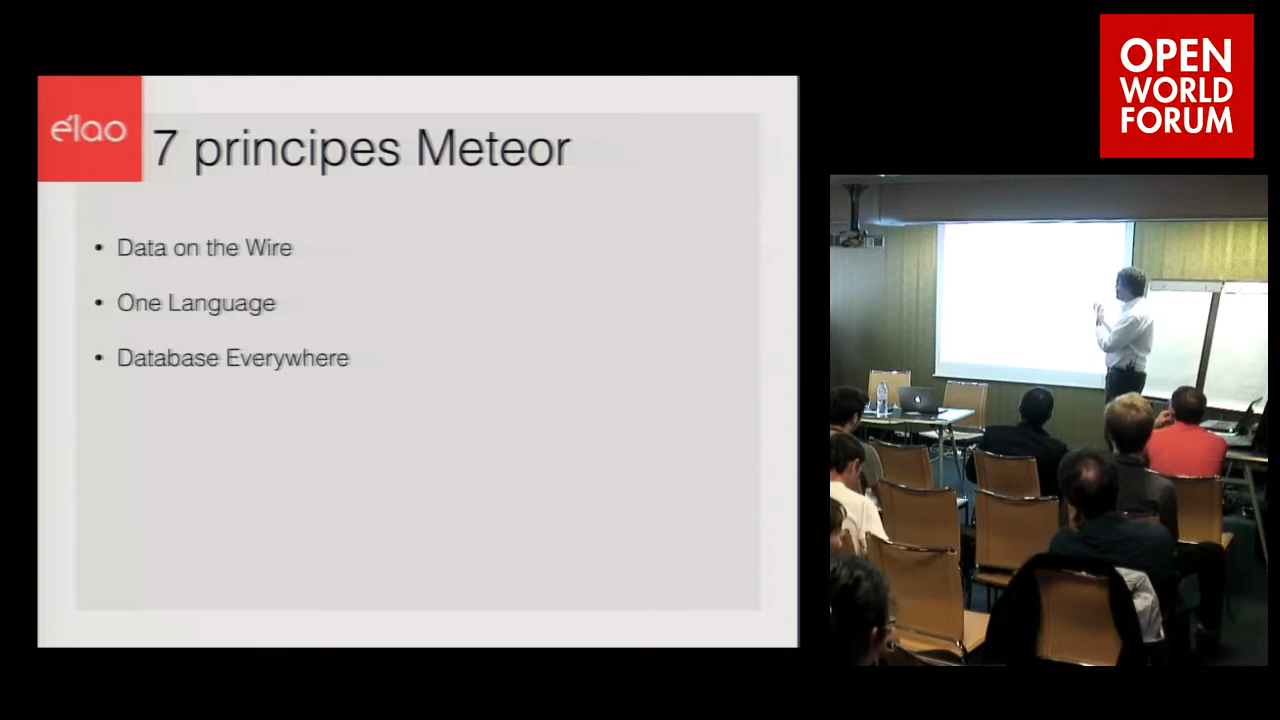 élao
7 principes Meteor
• Data on the Wire
• One Language
• Database Everywhere
OPEN
WORLD
FORUM